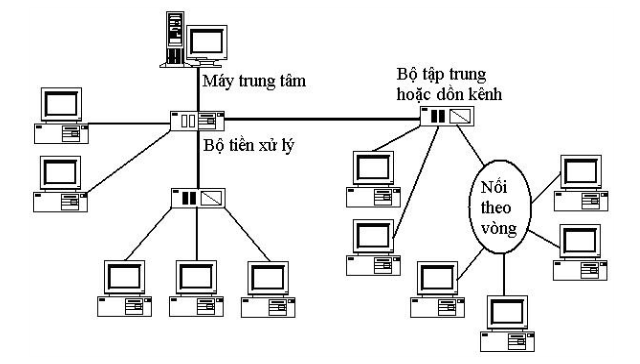 Máy trung tâm
Bộ tập trung
hoặc dồn kênh
Bộ tiền xử lý
Nối
theo
vòng